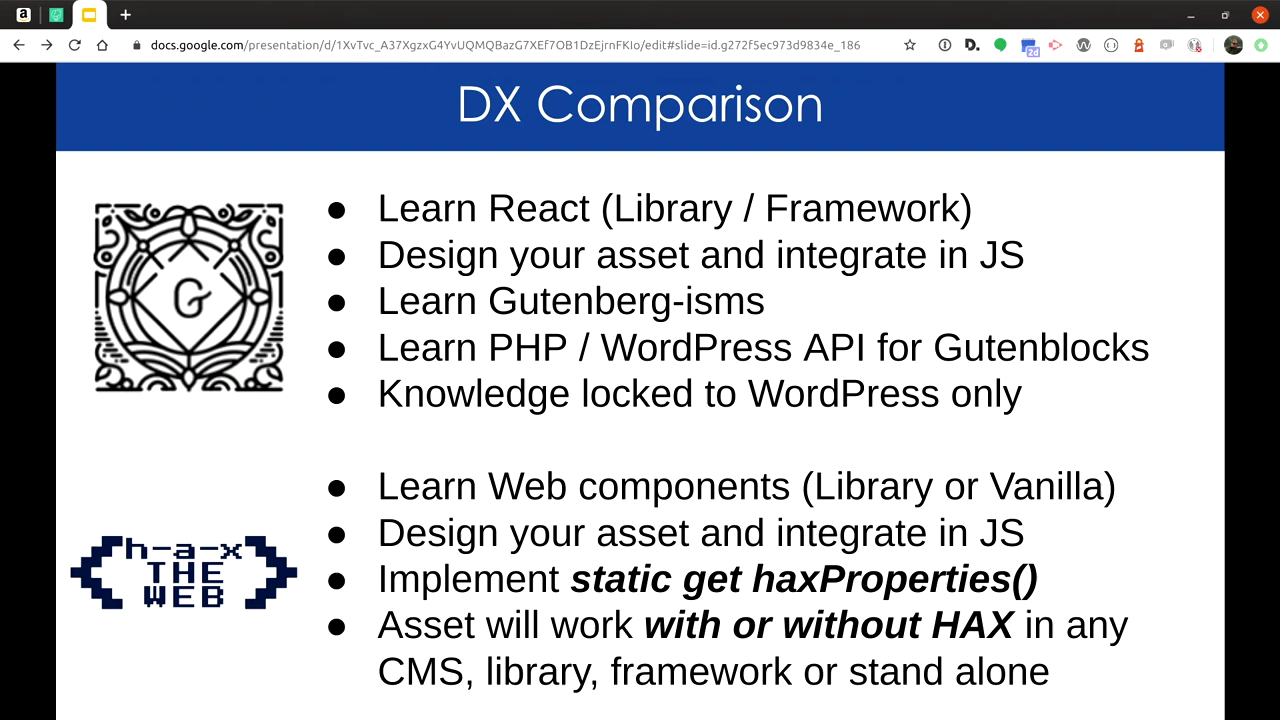 docs.google.com/presentation/d/1XvTvc_A37XgzxG4YvUQMQBazG7XEf7OB1DzEjrnFKIo/edit#slide=id.g272f5ec973d9834e_186
2d
DX Comparison
G
● Learn React (Library / Framework)
● Design your asset and integrate in JS
● Learn Gutenberg-isms
● Learn PHP / WordPress API for Gutenblocks
● Knowledge locked to WordPress only
<h-a-x
THE
WEB>
● Learn Web components (Library or Vanilla)
● Design your asset and integrate in JS
● Implement static get haxProperties()
● Asset will work with or without HAX in any
CMS, library, framework or stand alone